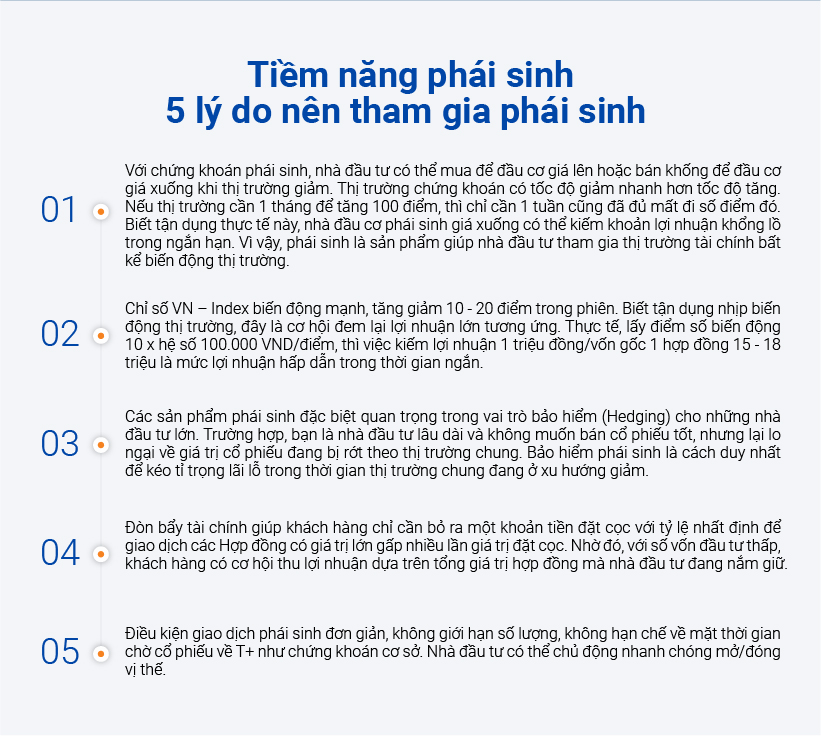 Tiềm năng phái sinh
5 lý do nên tham gia phái sinh
01
Với chứng khoán phái sinh, nhà đầu tư có thể mua để đầu cơ giá lên hoặc bán khống để đầu cơ
giá xuống khi thị trường giảm. Thị trường chứng khoán có tốc độ giảm nhanh hơn tốc độ tăng.
Nếu thị trường cần 1 tháng để tăng 100 điểm, thì chỉ cần 1 tuần cũng đã đủ mất đi số điểm đó.
Biết tận dụng thực tế này, nhà đầu cơ phái sinh giá xuống có thể kiếm khoản lợi nhuận khổng lồ
trong ngắn hạn. Vì vậy, phái sinh là sản phẩm giúp nhà đầu tư tham gia thị trường tài chính bất
kể biến động thị trường.
02
Chỉ số VN – Index biến động mạnh, tăng giảm 10 - 20 điểm trong phiên. Biết tận dụng nhịp biến
động thị trường, đây là cơ hội đem lại lợi nhuận lớn tương ứng. Thực tế, lấy điểm số biến động
10 x hệ số 100.000 VND/điểm, thì việc kiếm lợi nhuận 1 triệu đồng/vốn gốc 1 hợp đồng 15 - 18
triệu là mức lợi nhuận hấp dẫn trong thời gian ngắn.
03
Các sản phẩm phái sinh đặc biệt quan trọng trong vai trò bảo hiểm (Hedging) cho những nhà
đầu tư lớn. Trường hợp, bạn là nhà đầu tư lâu dài và không muốn bán cổ phiếu tốt, nhưng lại lo
ngại về giá trị cổ phiếu đang bị rớt theo thị trường chung. Bảo hiểm phái sinh là cách duy nhất
để kéo tỉ trọng lãi lỗ trong thời gian thị trường chung đang ở xu hướng giảm.
04
Đòn bẩy tài chính giúp khách hàng chỉ cần bỏ ra một khoản tiền đặt cọc với tỷ lệ nhất định để
giao dịch các Hợp đồng có giá trị lớn gấp nhiều lần giá trị đặt cọc. Nhờ đó, với số vốn đầu tư thấp,
khách hàng có cơ hội thu lợi nhuận dựa trên tổng giá trị hợp đồng mà nhà đầu tư đang nắm giữ.
05
Điều kiện giao dịch phái sinh đơn giản, không giới hạn số lượng, không hạn chế về mặt thời gian
chờ cổ phiếu về T+ như chứng khoán cơ sở. Nhà đầu tư có thể chủ động nhanh chóng mở/đóng
vị thế.